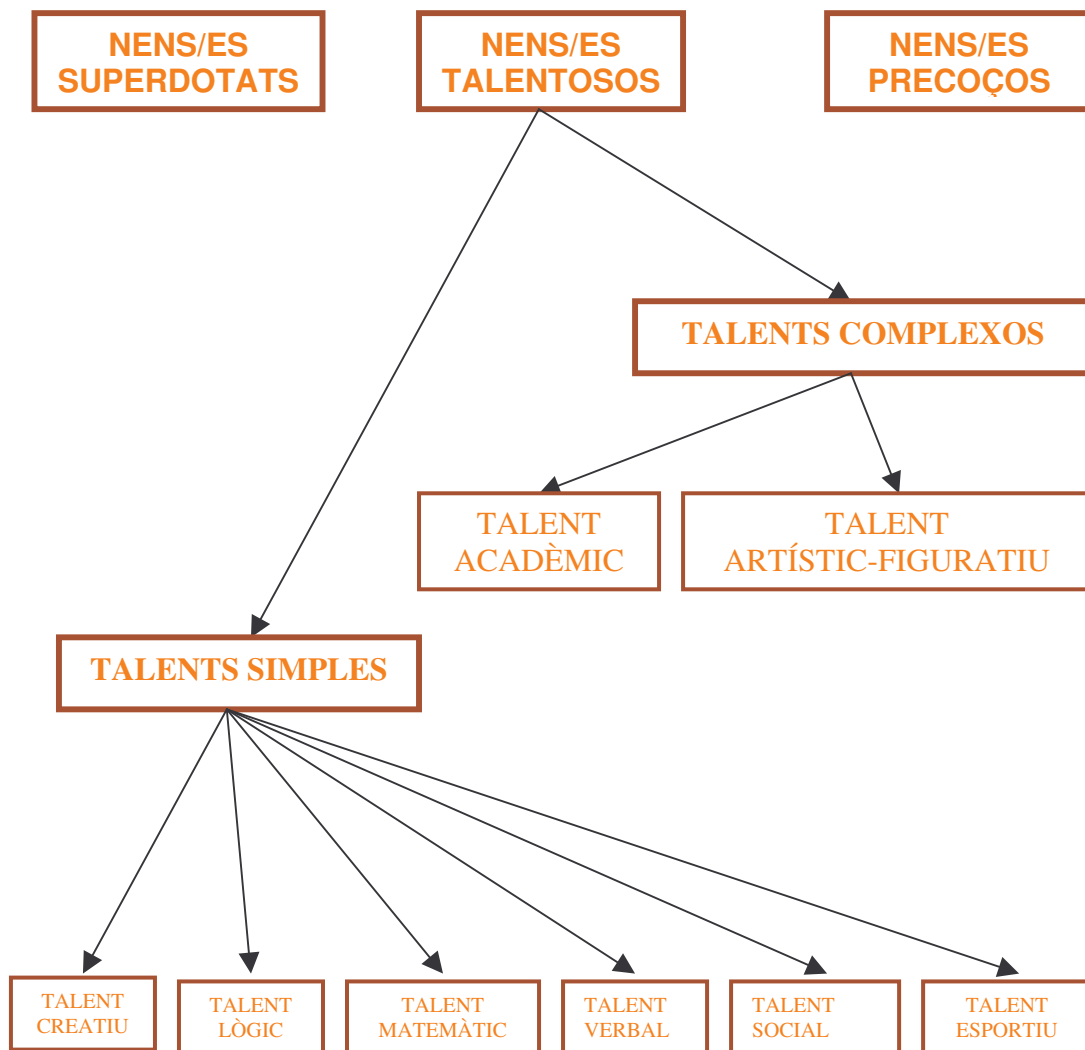 NENS/ES
SUPERDOTATS
NENS/ES
TALENTOSOS
NENS/ES
PRECOÇOS
TALENTS COMPLEXOS
TALENT
ACADÈMIC
TALENT
ARTÍSTIC-FIGURATIU
TALENTS SIMPLES
TALENT
CREATIU
TALENT
LÒGIC
TALENT
MATEMÀTIC
TALENT
VERBAL
TALENT
SOCIAL
TALENT
ESPORTIU